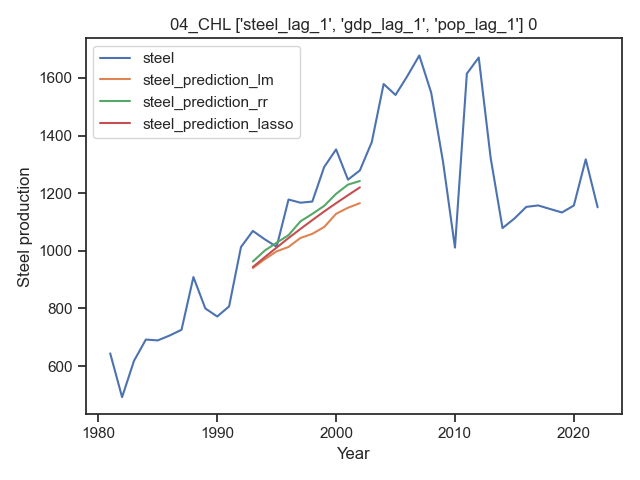 04_CHL ['steel_lag_1', 'gdp_lag_1', 'pop_lag_1'] 0
steel
steel_prediction_lm
steel_prediction_rr
steel_prediction_lasso
Steel production
1600
1400
1200
1000
800
600
1980
1990
2000
2010
2020
Year